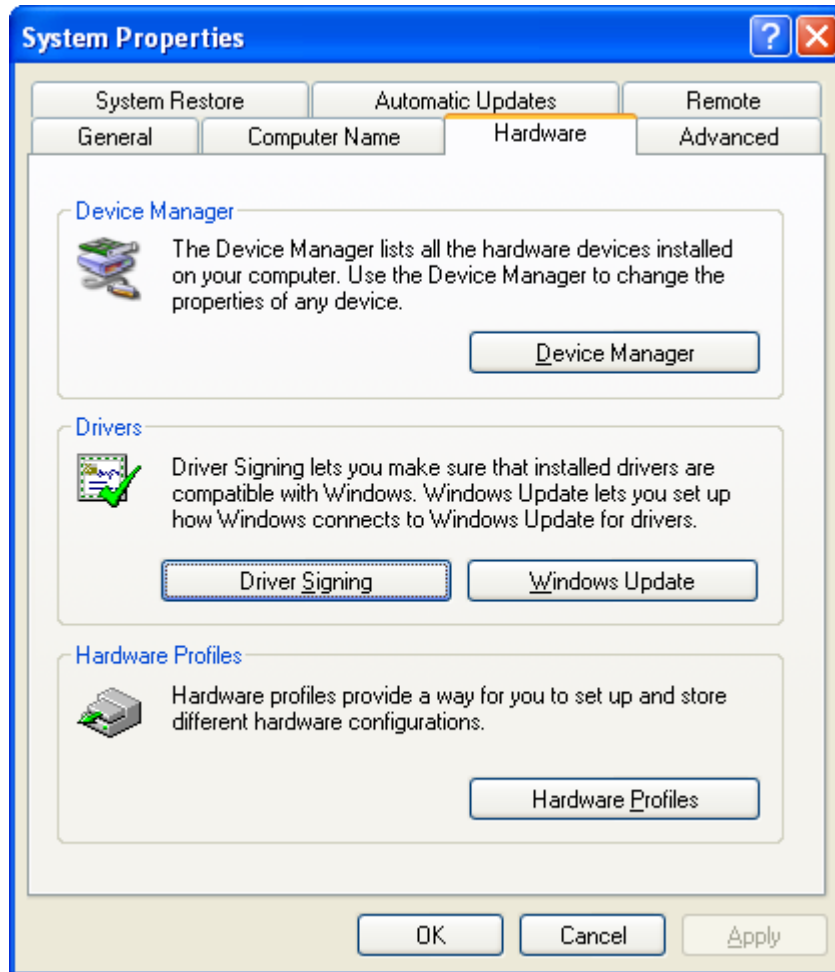 System Properties
System Restore Automatic Updates Remote
General Computer Name Hardware Advanced
Device Manager
The Device Manager lists all the hardware devices installed
on your computer. Use the Device Manager to change the
properties of any device.
Device Manager
Drivers
Driver Signing lets you make sure that installed drivers are
compatible with Windows. Windows Update lets you set up
how Windows connects to Windows Update for drivers.
Driver Signing Windows Update
Hardware Profiles
Hardware profiles provide a way for you to set up and store
different hardware configurations.
Hardware Profiles
OK Cancel Apply